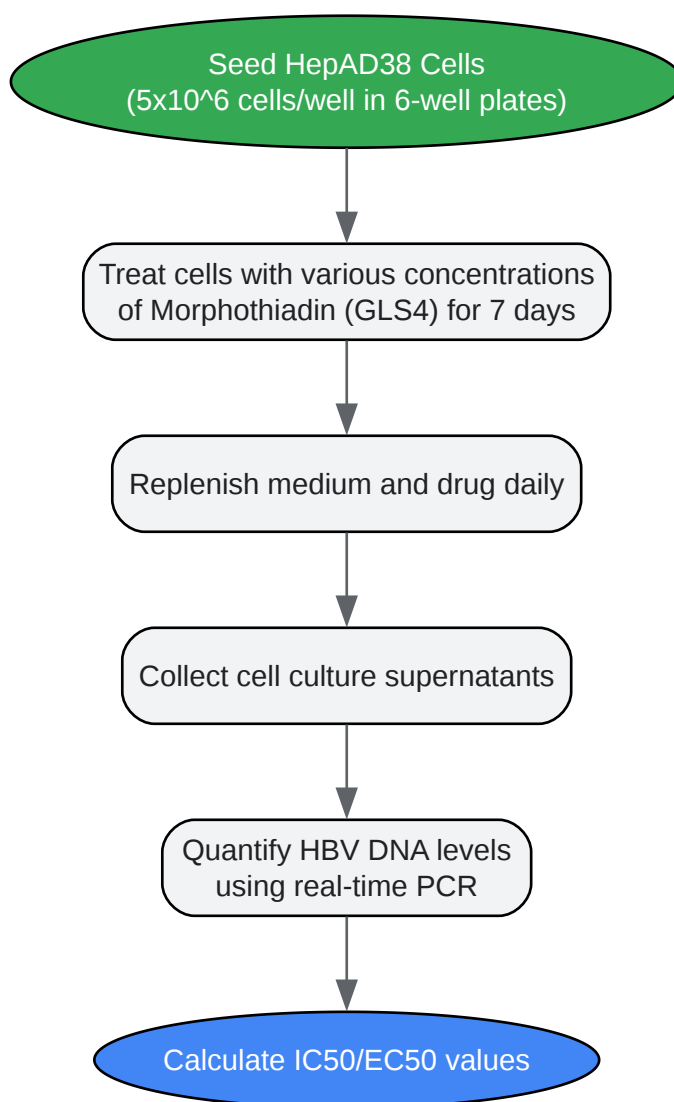 Seed HepAD38 Cells
(5x10^6 cells/well in 6-well plates)
Treat cells with various concentrations
of Morphothiadin (GLS4) for 7 days
Replenish medium and drug daily
Collect cell culture supernatants
Quantify HBV DNA levels
using real-time PCR
Calculate IC50/EC50 values